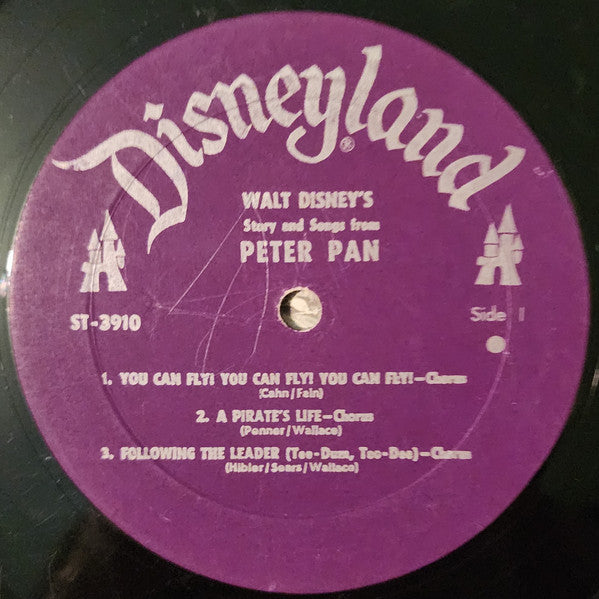 Disneyland®
WALT DISNEY'S
Story and Songs from
PETER PAN
ST-3910
Side 1
1. YOU CAN FLY! YOU CAN FLY! YOU CAN FLY!—Chorus
(Cahn/Fain)
2. A PIRATE'S LIFE—Chorus
(Penner/Wallace)
3. FOLLOWING THE LEADER (Tee-Dum, Tee-Dee)—Chorus
(Hibler/Sears/Wallace)